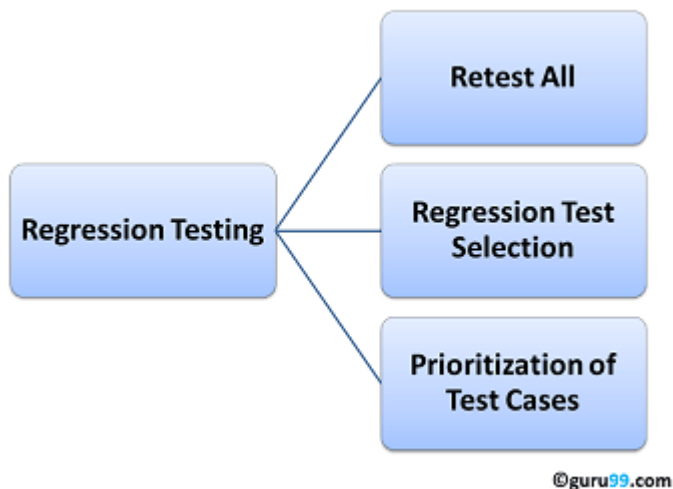 Retest All
Regression Testing
Regression Test
Selection
Prioritization of
Test Cases
©guru99.com